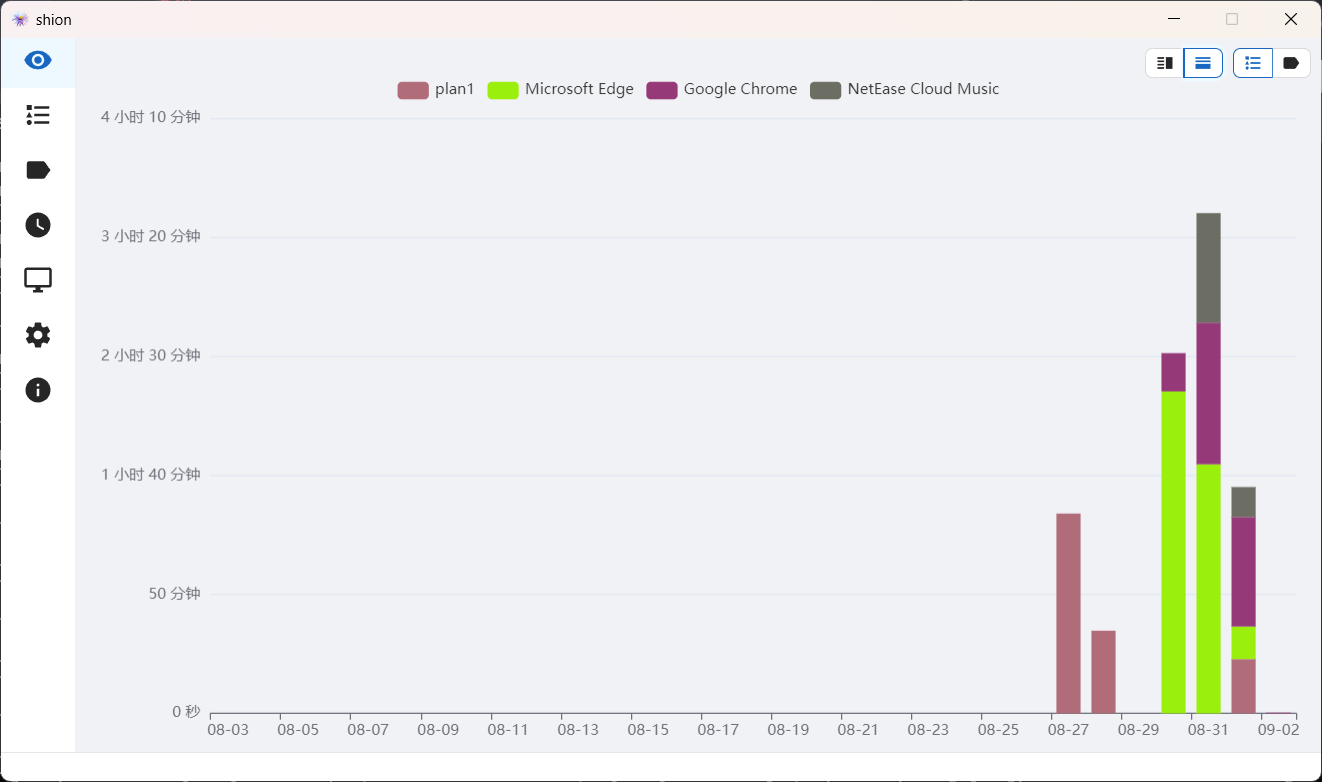 shion
plan1 Microsoft Edge Google Chrome NetEase Cloud Music
4 小时 10 分钟
3 小时 20 分钟
2 小时 30 分钟
1 小时 40 分钟
50 分钟
0 秒
08-03 08-05 08-07 08-09 08-11 08-13 08-15 08-17 08-19 08-21 08-23 08-25 08-27 08-29 08-31 09-02